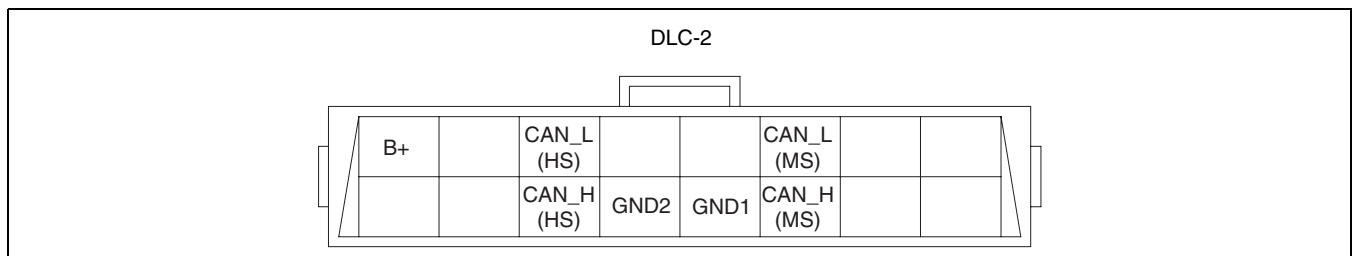 DLC-2
B+
CAN_L
(HS)
CAN_L
(MS)
CAN_H
(HS)
GND2
GND1
CAN_H
(MS)